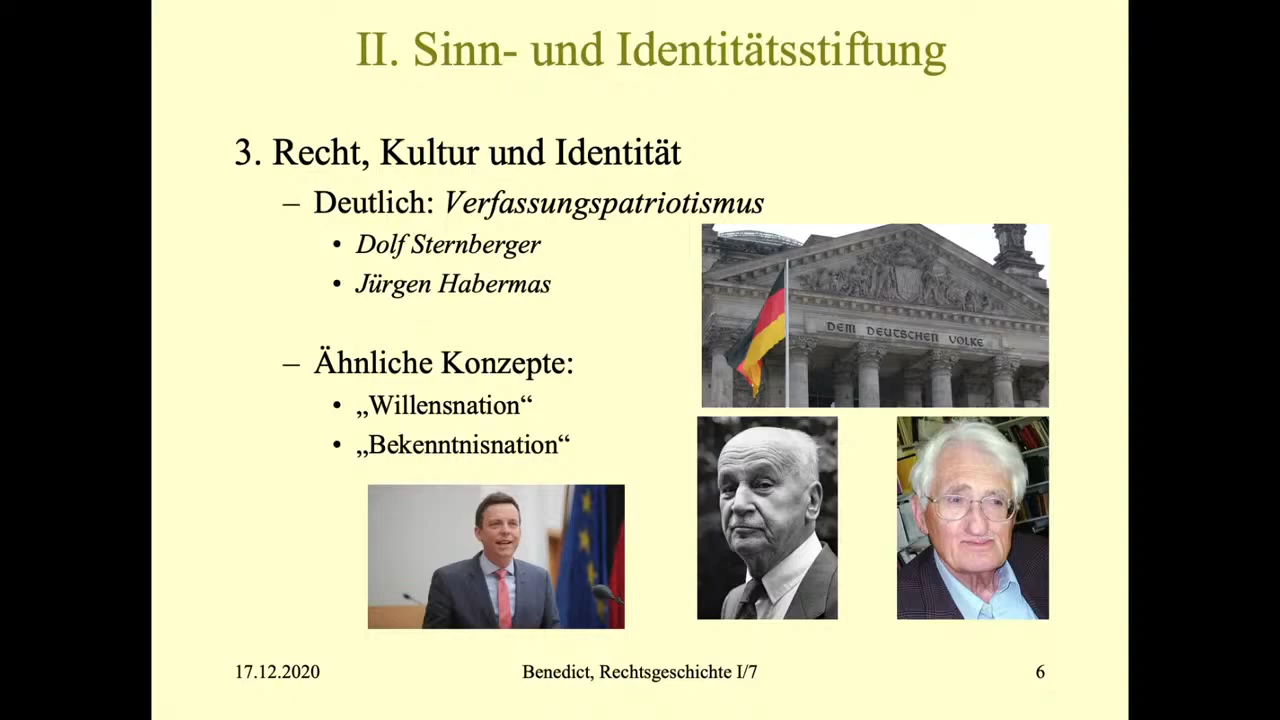 II. Sinn- und Identitätsstiftung
3. Recht, Kultur und Identität
– Deutlich: Verfassungspatriotismus
• Dolf Sternberger
• Jürgen Habermas
– Ähnliche Konzepte:
• „Willensnation“
• „Bekenntnisnation“
DEM DEUTSCHEN VOLKE
17.12.2020
Benedict, Rechtsgeschichte I/7
6